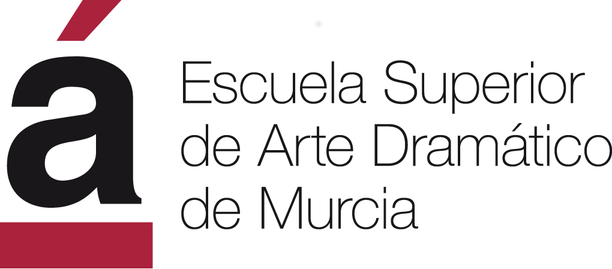 á
Escuela Superior
de Arte Dramático
de Murcia